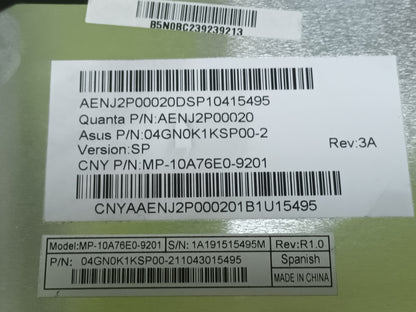 B5N0BC239239213
AENJ2P00020DSP10415495
Quanta P/N:AENJ2P00020
Asus P/N:04GN0K1KSP00-2
Version:SP
Rev:3A
CNY P/N:MP-10A76E0-9201
CNYAAENJ2P000201B1U15495
Model:MP-10A76E0-9201 S/N: 1A191515495M Rev:R1.0
P/N: 04GN0K1KSP00-211043015495 Spanish
MADE IN CHINA